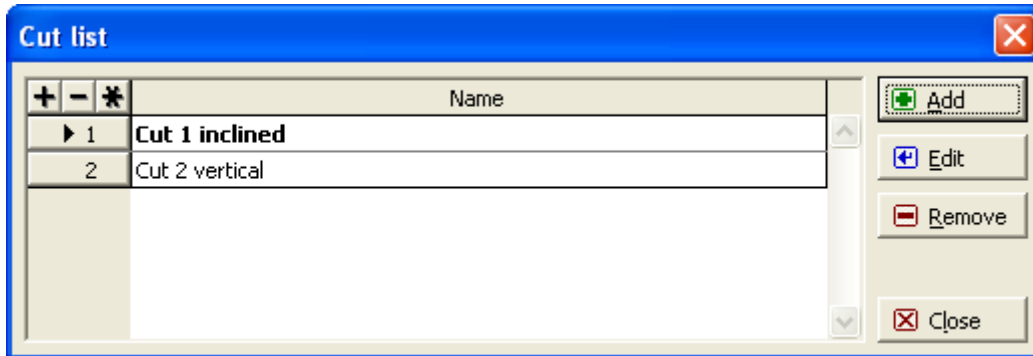 Cut list
+ - * Name
1 Cut 1 inclined
2 Cut 2 vertical
Add
Edit
Remove
Close